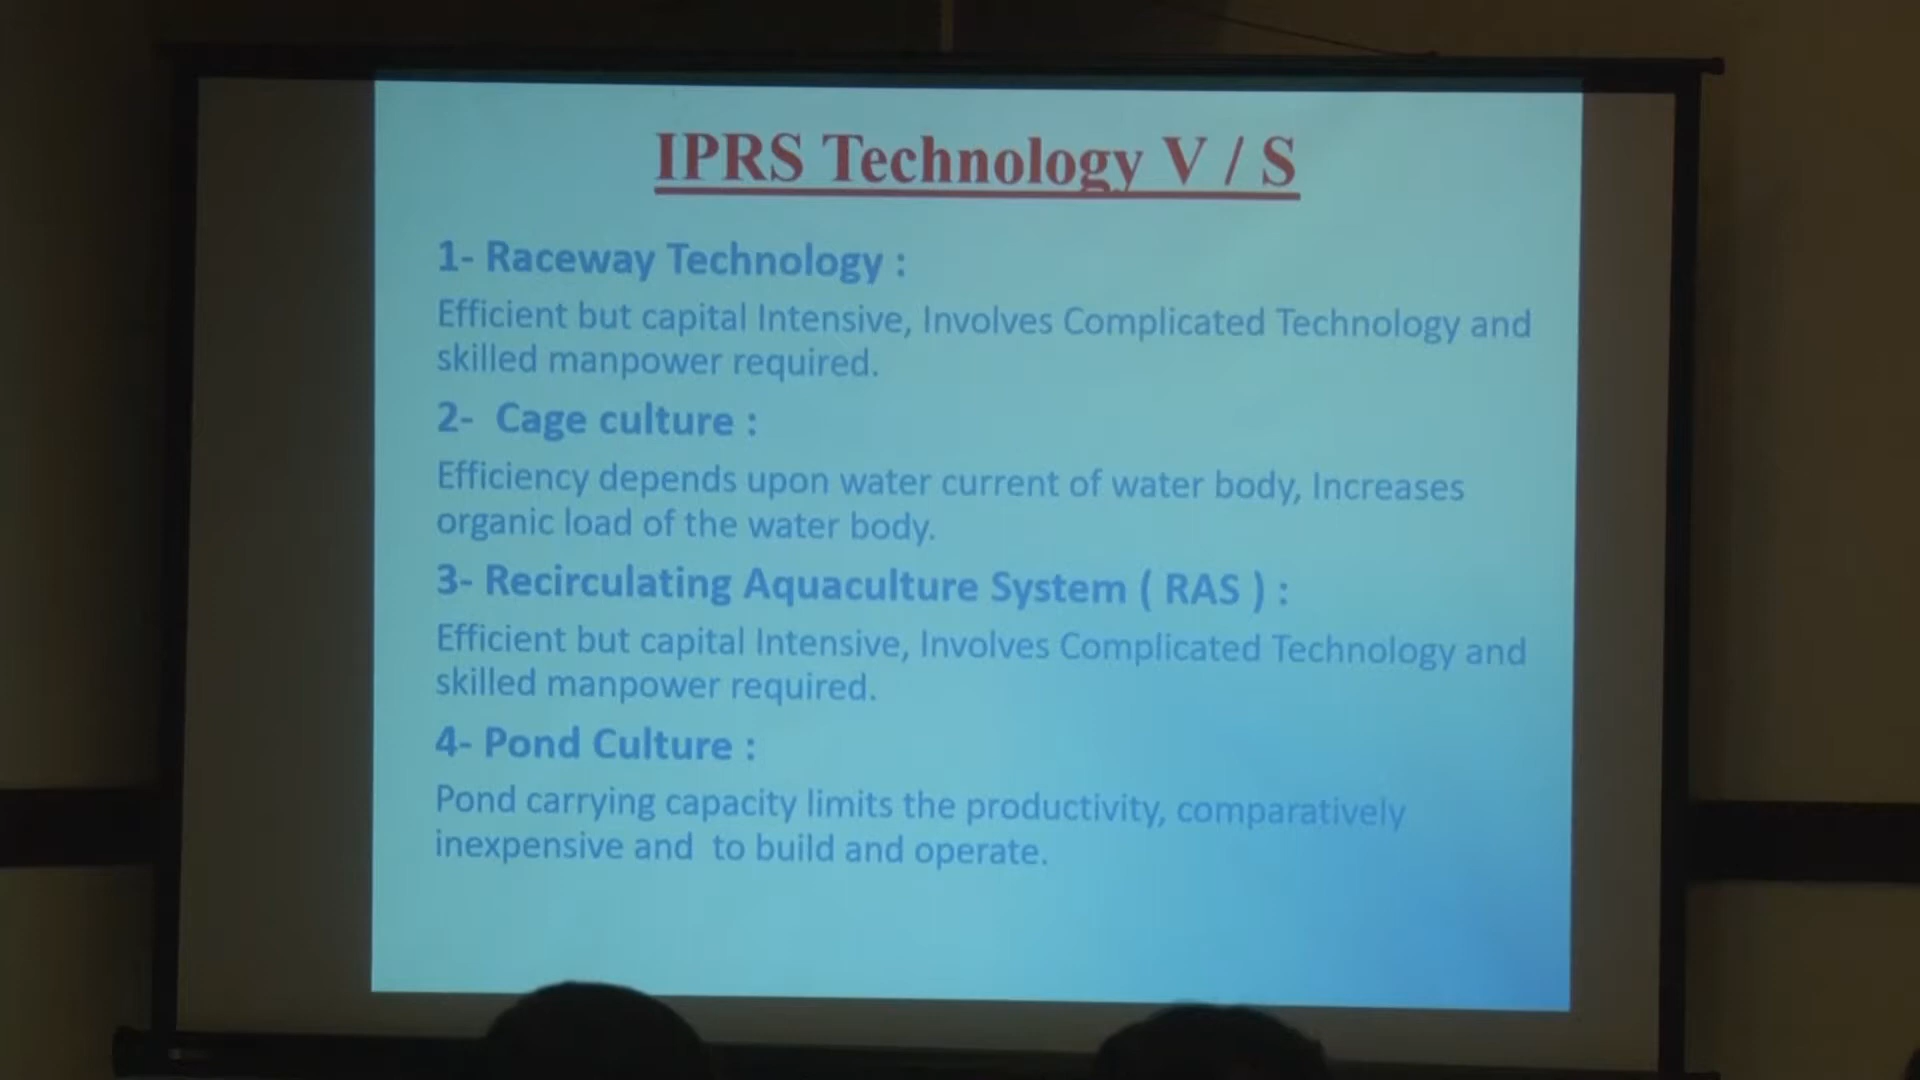 IPRS Technology V / S
1- Raceway Technology :
Efficient but capital Intensive, Involves Complicated Technology and
skilled manpower required.
2- Cage culture :
Efficiency depends upon water current of water body, Increases
organic load of the water body.
3- Recirculating Aquaculture System ( RAS ) :
Efficient but capital Intensive, Involves Complicated Technology and
skilled manpower required.
4- Pond Culture :
Pond carrying capacity limits the productivity, comparatively
inexpensive and to build and operate.